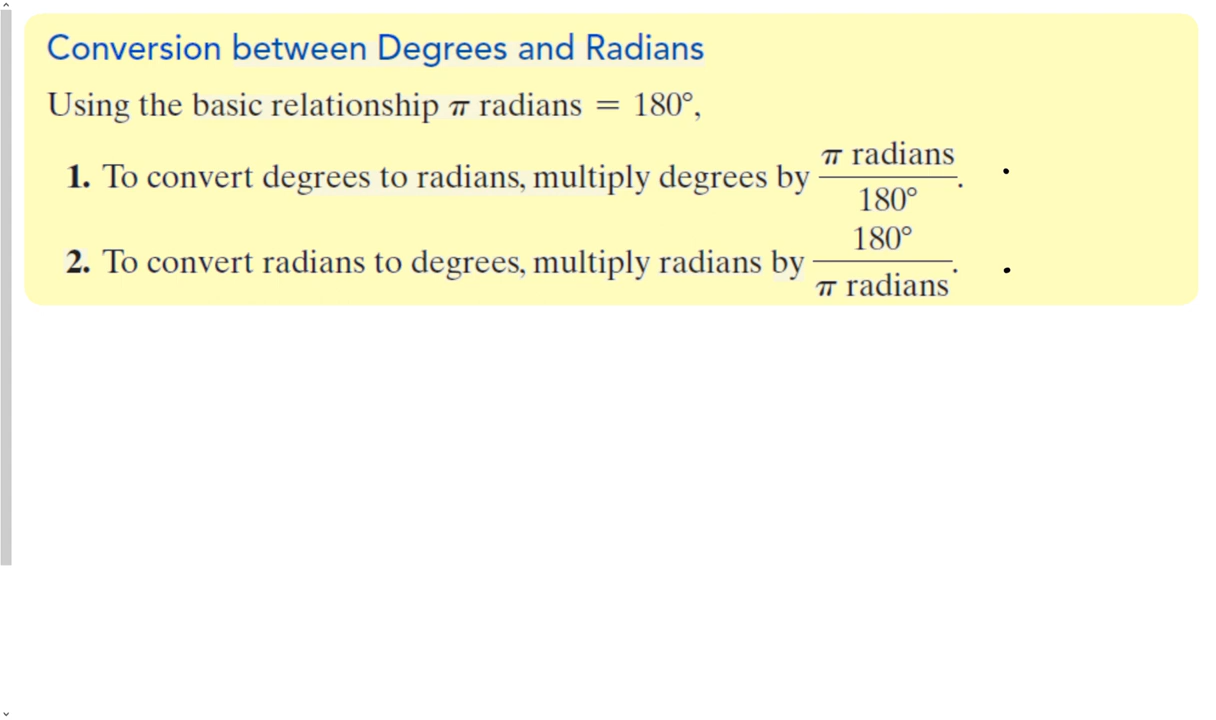 Conversion between Degrees and Radians
Using the basic relationship π radians = 180°,
1. To convert degrees to radians, multiply degrees by π radians / 180°.
2. To convert radians to degrees, multiply radians by 180° / π radians.